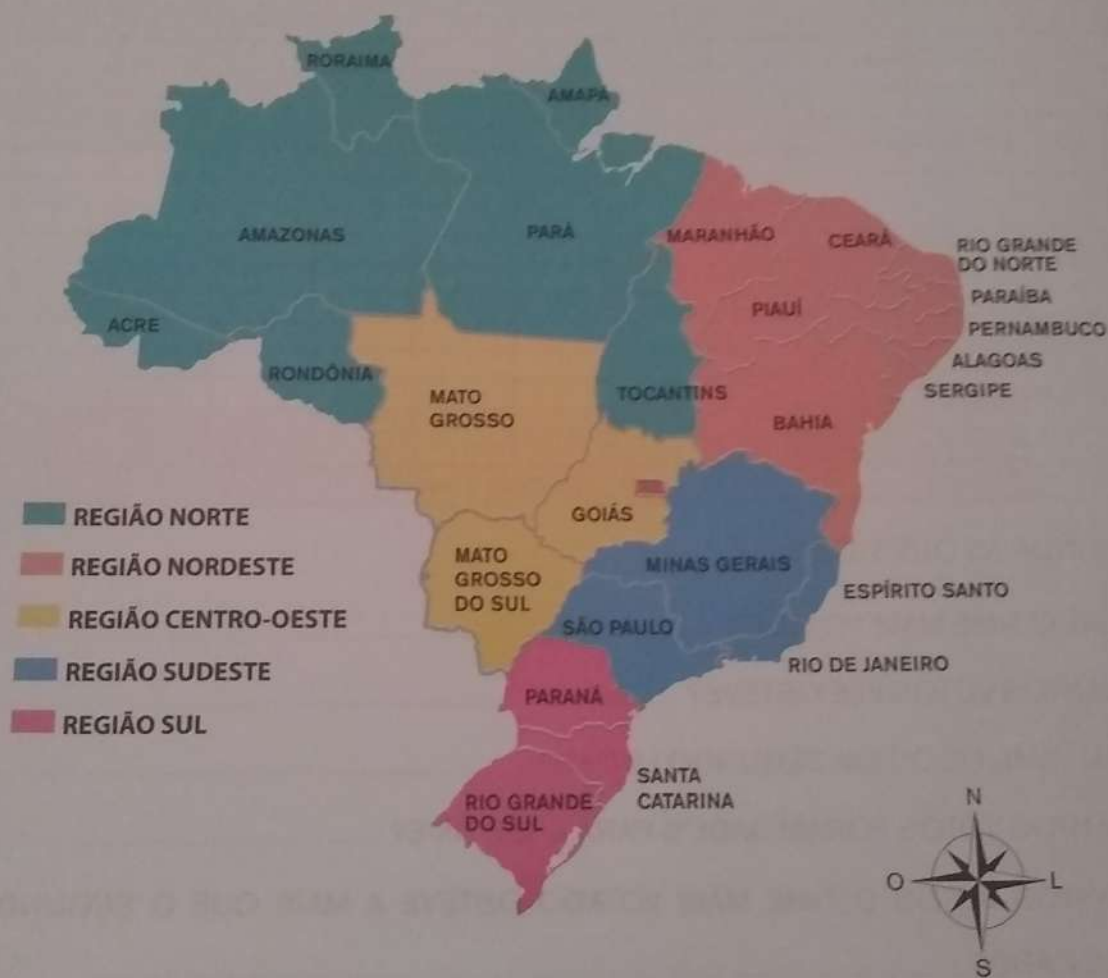 RORAIMA
AMAPÁ
AMAZONAS
PARÁ
MARANHÃO
CEARÁ
RIO GRANDE
DO NORTE
PARAÍBA
PIAUÍ
PERNAMBUCO
ACRE
ALAGOAS
RONDÔNIA
TOCANTINS
SERGIPE
MATO
GROSSO
BAHIA
GOIÁS
MATO
GROSSO
DO SUL
MINAS GERAIS
ESPÍRITO SANTO
SÃO PAULO
RIO DE JANEIRO
PARANÁ
SANTA
CATARINA
RIO GRANDE
DO SUL
REGIÃO NORTE
REGIÃO NORDESTE
REGIÃO CENTRO-OESTE
REGIÃO SUDESTE
REGIÃO SUL
N
O
L
S